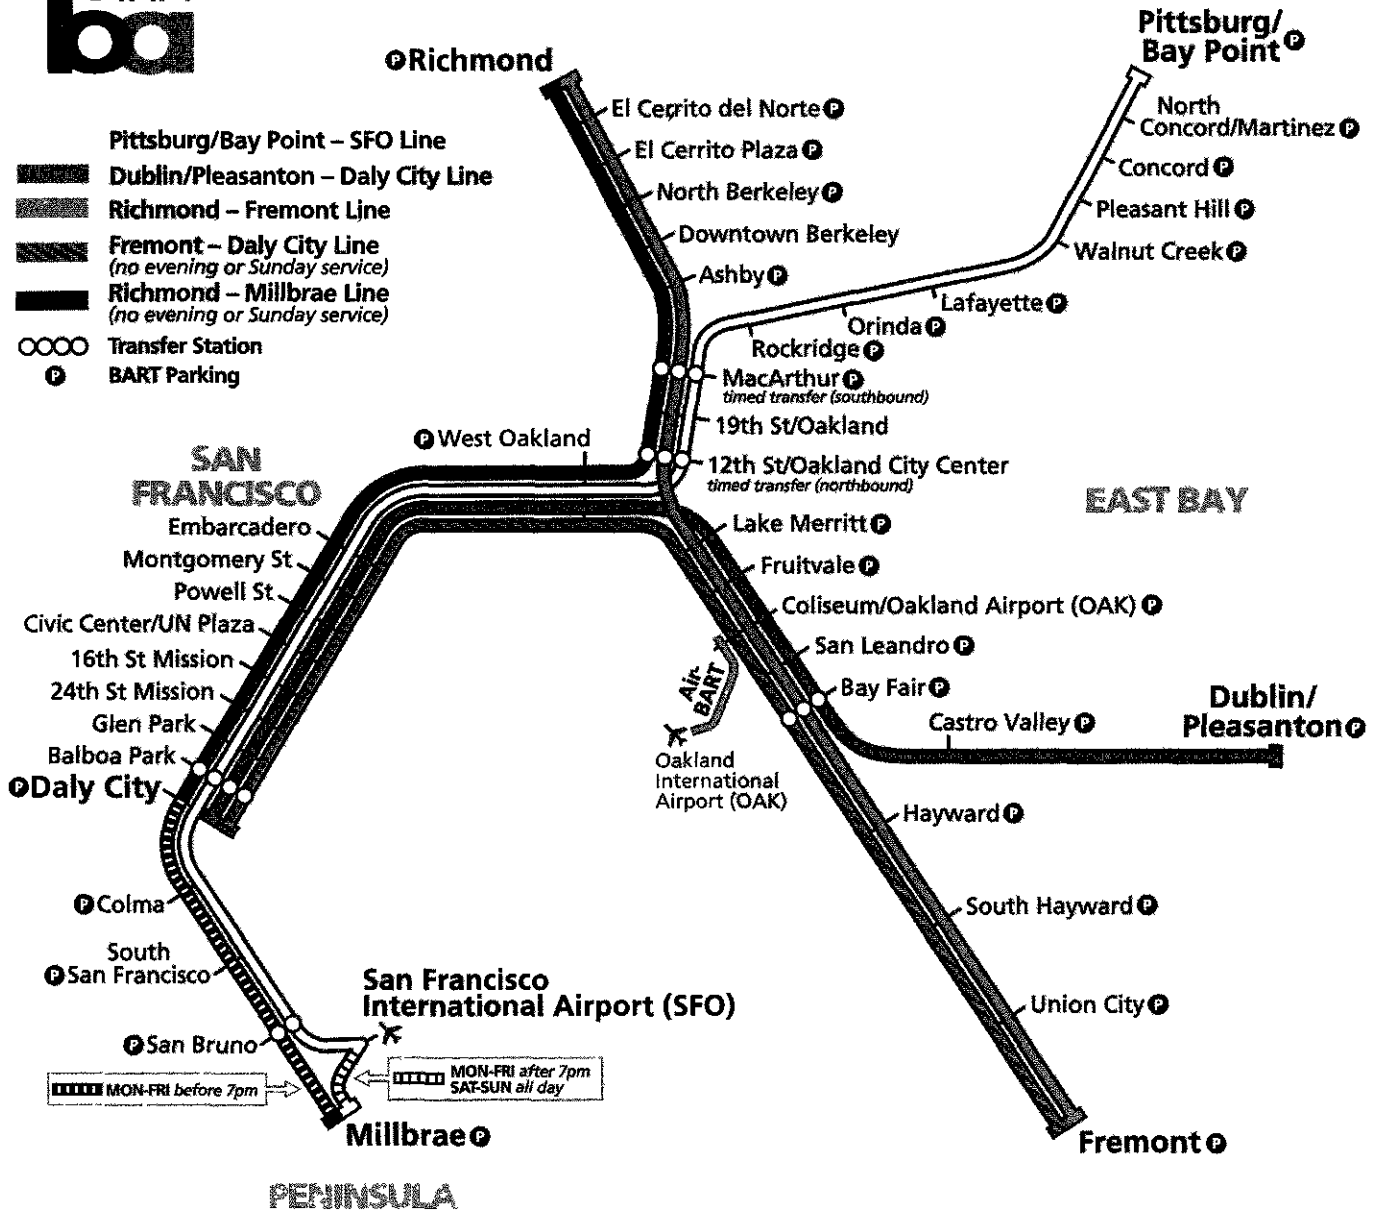 ba
Richmond
Pittsburg/
Bay Point
El Cerrito del Norte
North
Concord/Martinez
Pittsburg/Bay Point – SFO Line
El Cerrito Plaza
Concord
Dublin/Pleasanton – Daly City Line
North Berkeley
Pleasant Hill
Richmond – Fremont Line
Downtown Berkeley
Walnut Creek
Fremont – Daly City Line
(no evening or Sunday service)
Ashby
Richmond – Millbrae Line
(no evening or Sunday service)
Lafayette
Orinda
Transfer Station
Rockridge
P BART Parking
MacArthur
timed transfer (southbound)
19th St/Oakland
West Oakland
SAN
FRANCISCO
12th St/Oakland City Center
timed transfer (northbound)
EAST BAY
Embarcadero
Lake Merritt
Montgomery St
Fruitvale
Powell St
Coliseum/Oakland Airport (OAK)
Civic Center/UN Plaza
San Leandro
16th St Mission
Air-
BART
24th St Mission
Bay Fair
Dublin/
Pleasanton
Glen Park
Castro Valley
Balboa Park
Oakland
International
Airport (OAK)
Daly City
Hayward
Colma
South Hayward
South
San Francisco
San Francisco
International Airport (SFO)
Union City
San Bruno
MON-FRI before 7pm
MON-FRI after 7pm
SAT-SUN all day
Millbrae
Fremont
PENINSULA